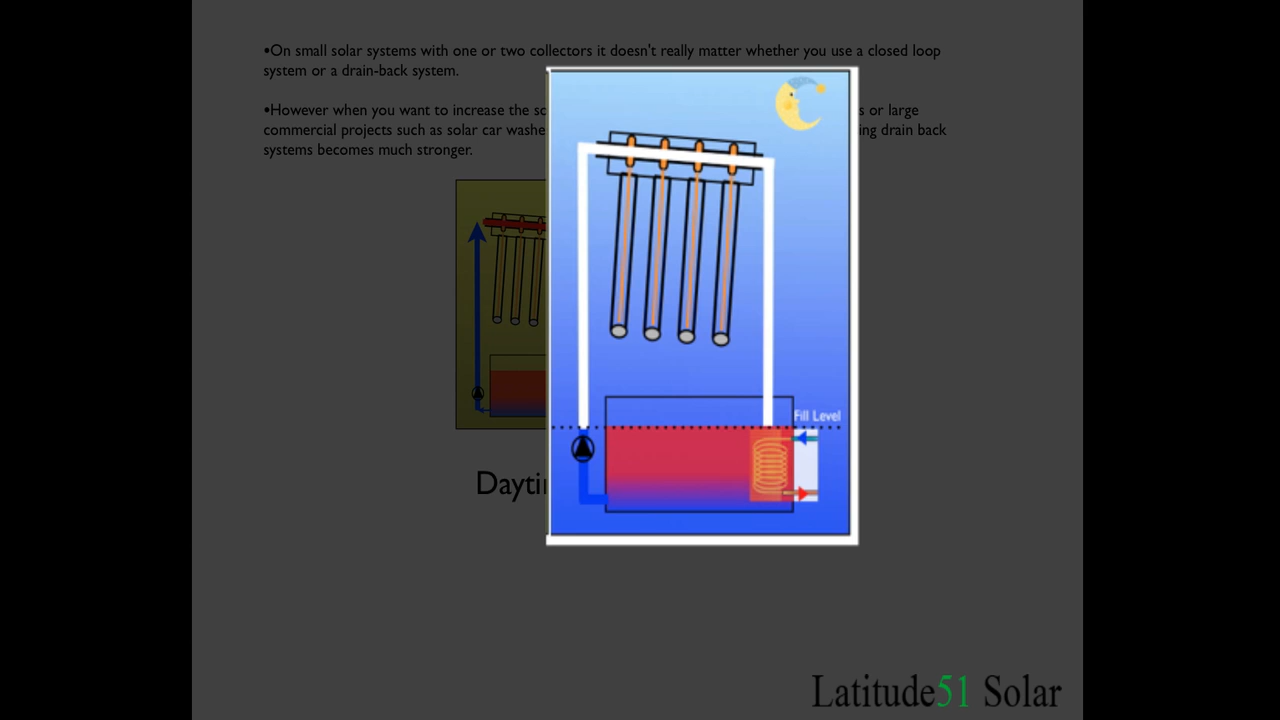 •On small solar systems with one or two collectors it doesn't really matter whether you use a closed loop
system or a drain-back system.
•However when you want to increase the s or large
commercial projects such as solar car washe ing drain back
systems becomes much stronger.
Fill Level
Dayti
Latitude51 Solar